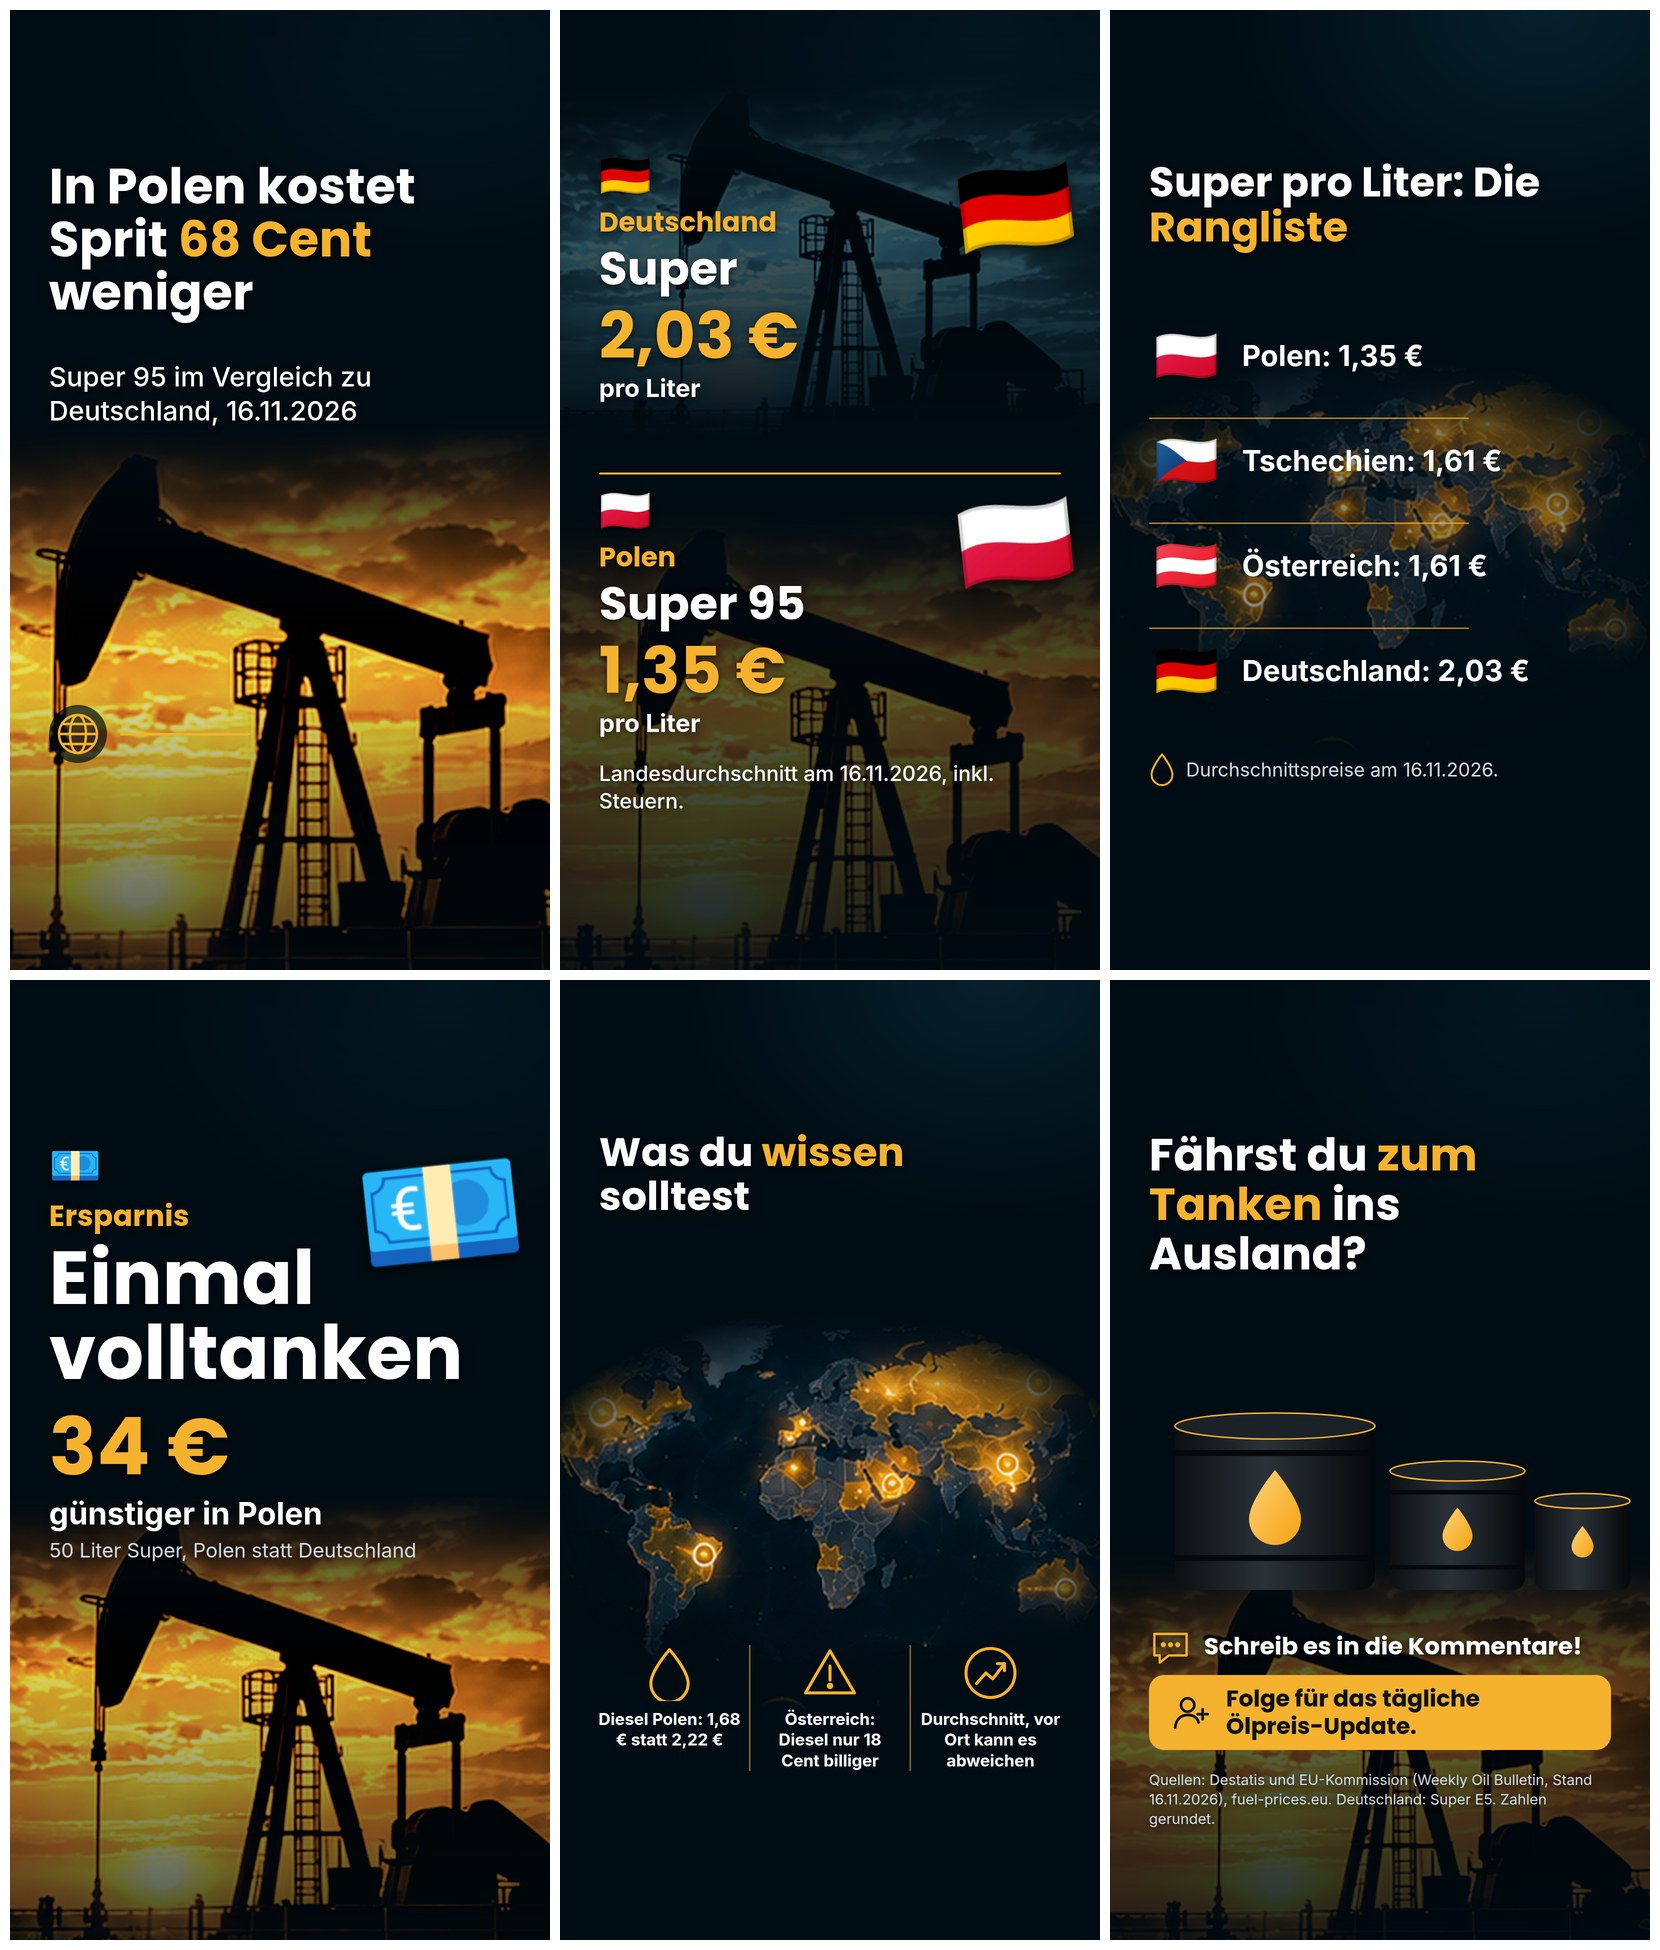 In Polen kostet
Sprit 68 Cent
weniger
Super 95 im Vergleich zu
Deutschland, 16.11.2026
Deutschland
Super
2,03 €
pro Liter
Polen
Super 95
1,35 €
pro Liter
Landesdurchschnitt am 16.11.2026, inkl.
Steuern.
Super pro Liter: Die
Rangliste
Polen: 1,35 €
Tschechien: 1,61 €
Österreich: 1,61 €
Deutschland: 2,03 €
Durchschnittspreise am 16.11.2026.
Ersparnis
Einmal
volltanken
34 €
günstiger in Polen
50 Liter Super, Polen statt Deutschland
Was du wissen
solltest
Diesel Polen: 1,68
€ statt 2,22 €
Österreich:
Diesel nur 18
Cent billiger
Durchschnitt, vor
Ort kann es
abweichen
Fährst du zum
Tanken ins
Ausland?
Schreib es in die Kommentare!
Folge für das tägliche
Ölpreis-Update.
Quellen: Destatis und EU-Kommission (Weekly Oil Bulletin, Stand
16.11.2026), fuel-prices.eu. Deutschland: Super E5. Zahlen
gerundet.